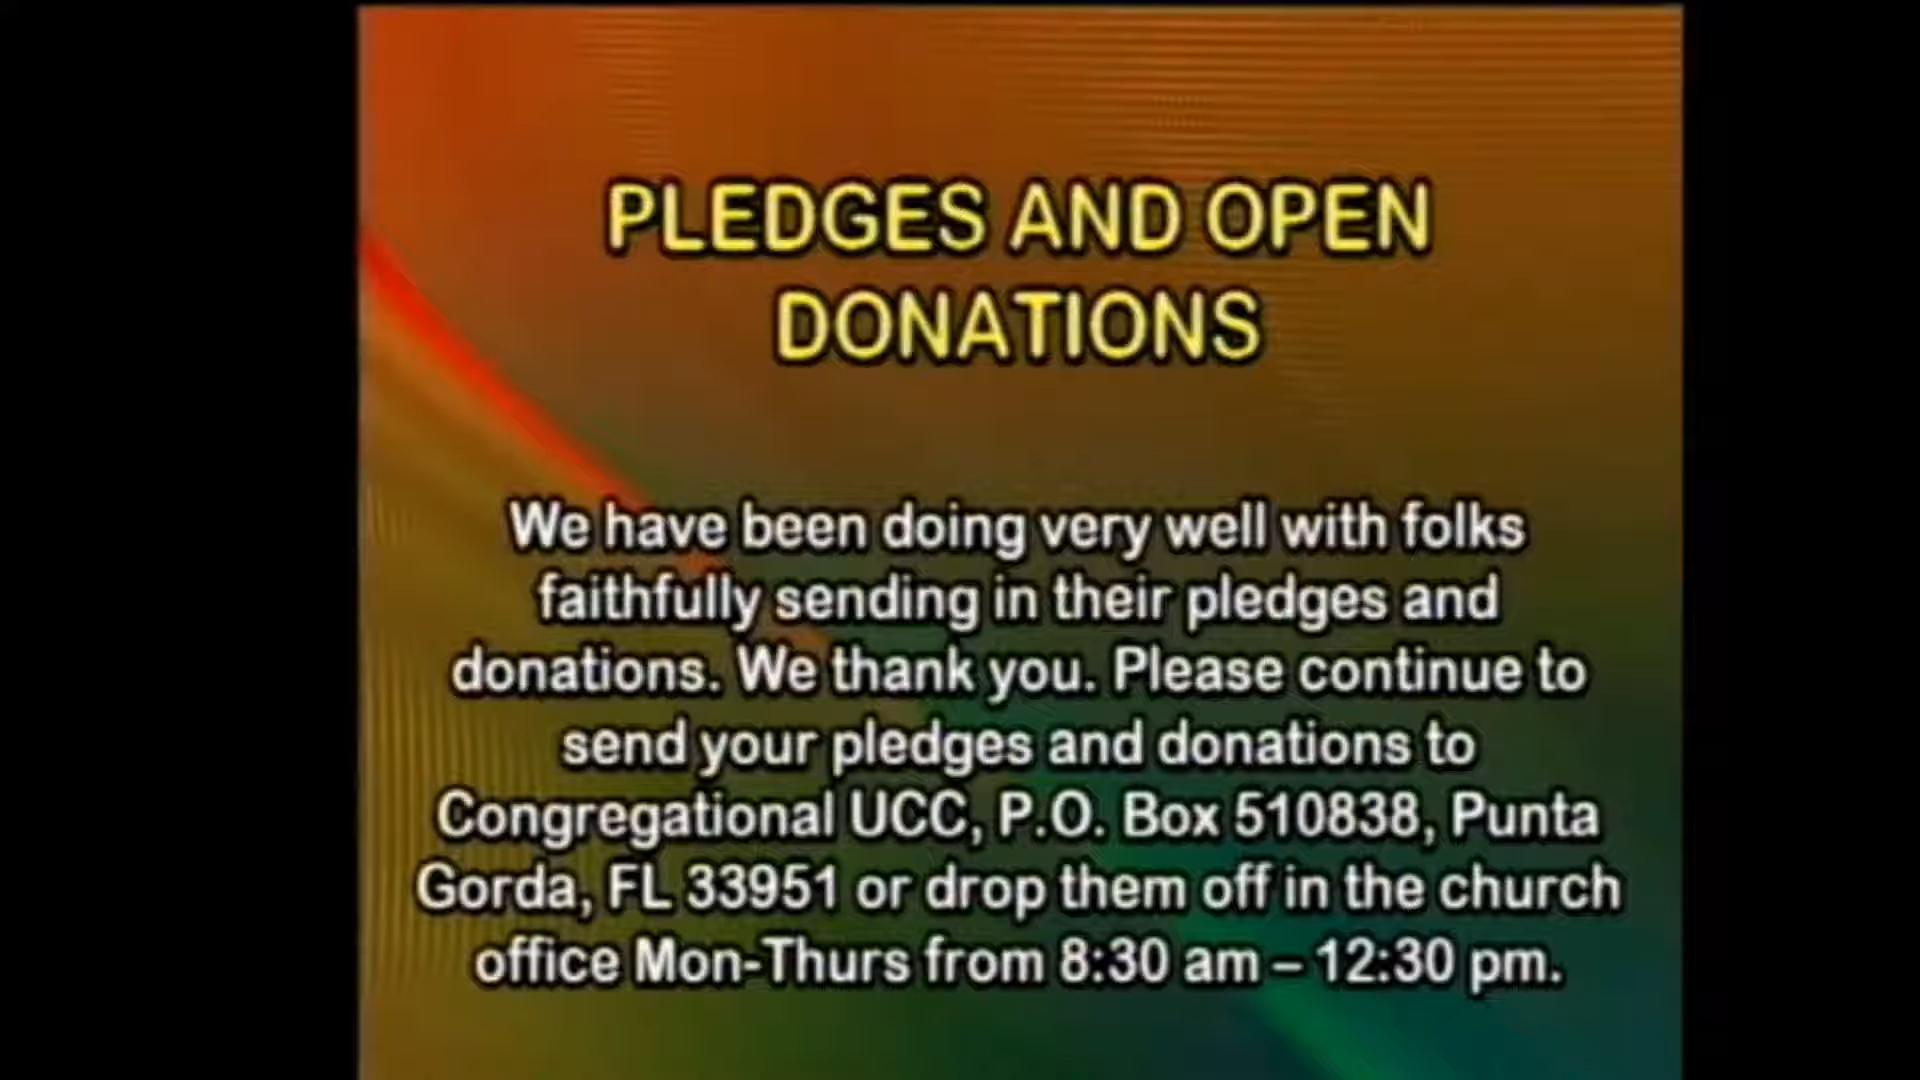 PLEDGES AND OPEN
DONATIONS
We have been doing very well with folks
faithfully sending in their pledges and
donations. We thank you. Please continue to
send your pledges and donations to
Congregational UCC, P.O. Box 510838, Punta
Gorda, FL 33951 or drop them off in the church
office Mon-Thurs from 8:30 am – 12:30 pm.